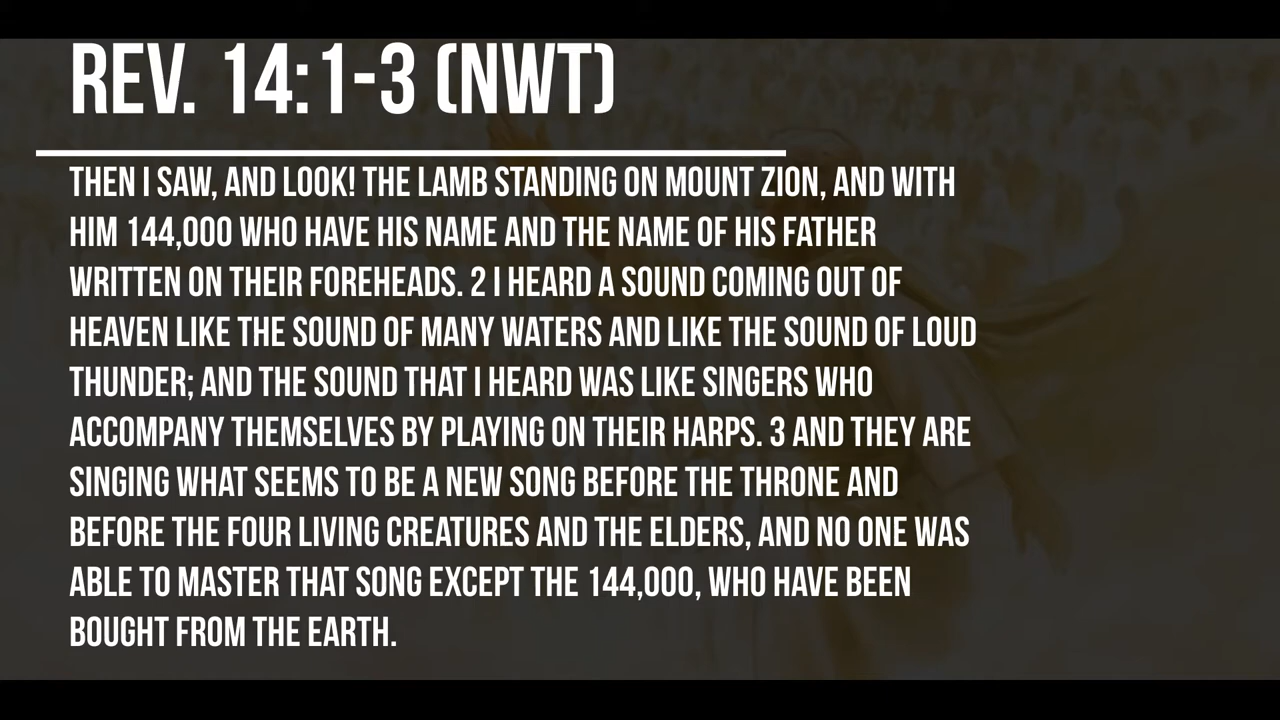 REV. 14:1-3 (NWT)
THEN I SAW, AND LOOK! THE LAMB STANDING ON MOUNT ZION, AND WITH
HIM 144,000 WHO HAVE HIS NAME AND THE NAME OF HIS FATHER
WRITTEN ON THEIR FOREHEADS. 2 I HEARD A SOUND COMING OUT OF
HEAVEN LIKE THE SOUND OF MANY WATERS AND LIKE THE SOUND OF LOUD
THUNDER; AND THE SOUND THAT I HEARD WAS LIKE SINGERS WHO
ACCOMPANY THEMSELVES BY PLAYING ON THEIR HARPS. 3 AND THEY ARE
SINGING WHAT SEEMS TO BE A NEW SONG BEFORE THE THRONE AND
BEFORE THE FOUR LIVING CREATURES AND THE ELDERS, AND NO ONE WAS
ABLE TO MASTER THAT SONG EXCEPT THE 144,000, WHO HAVE BEEN
BOUGHT FROM THE EARTH.